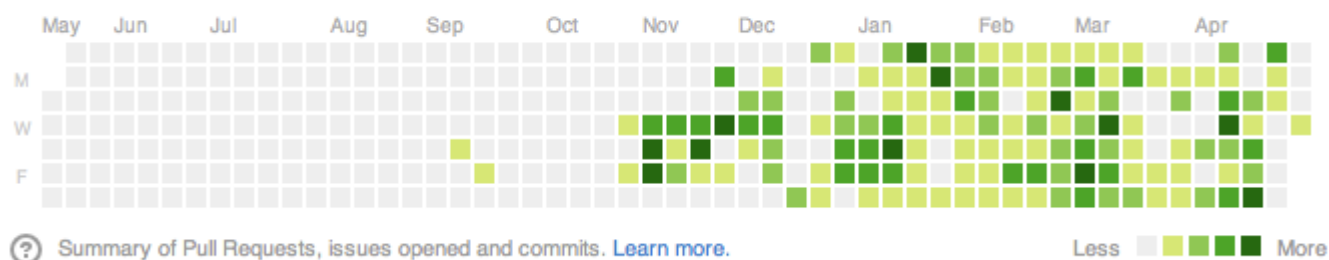 May Jun Jul Aug Sep Oct Nov Dec Jan Feb Mar Apr
M
W
F
? Summary of Pull Requests, issues opened and commits. Learn more. Less More